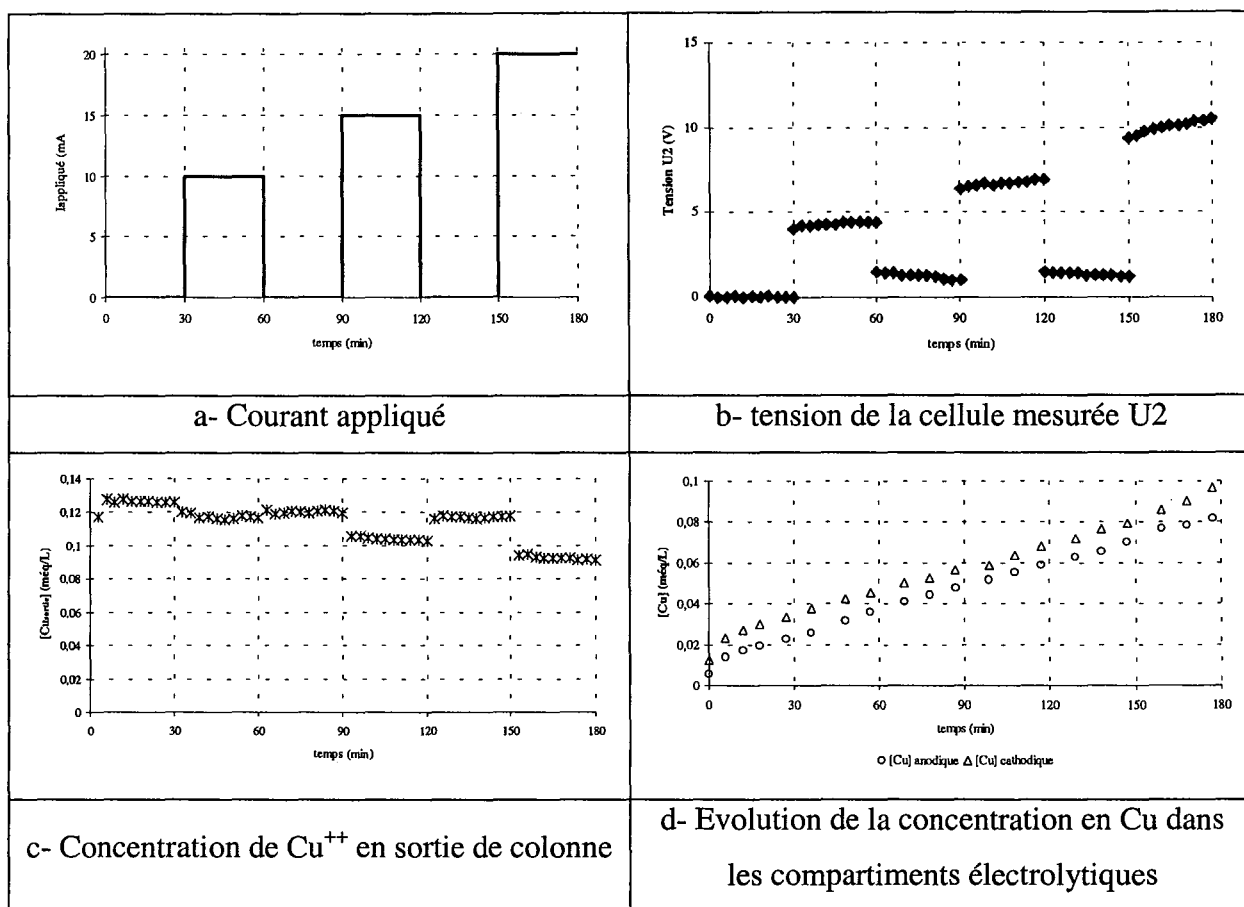 20
15
10
5
0
Iappliqué (mA
0 30 60 90 120 150 180
temps (min)
15
10
5
0
Tension U2 (V)
0 30 60 90 120 150 180
temps (min)
a- Courant appliqué
b- tension de la cellule mesurée U2
0,14
0,12
0,1
0,08
0,06
0,04
0,02
0
[Cusortie] (méq/L)
0 30 60 90 120 150 180
temps (min)
0,1
0,08
0,06
0,04
0,02
0
[Cu] (méq/L)
0 30 60 90 120 150 180
temps (min)
○ [Cu] anodique △ [Cu] cathodique
c- Concentration de Cu++ en sortie de colonne
d- Evolution de la concentration en Cu dans
les compartiments électrolytiques